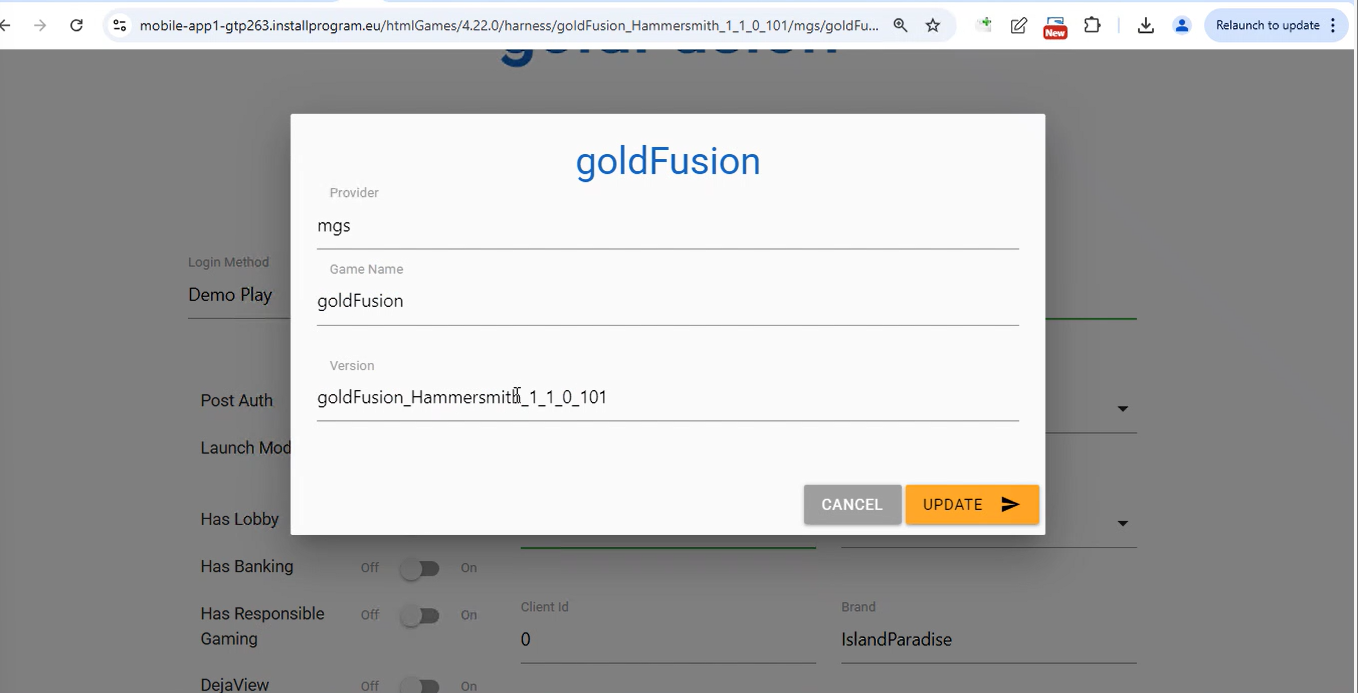 mobile-app1-gtp263.installprogram.eu/htmlGames/4.22.0/harness/goldFusion_Hammersmith_1_1_0_101/mgs/goldFu...
New
Relaunch to update
goldFusion
goldFusion
Provider
mgs
Game Name
goldFusion
Version
goldFusion_Hammersmith_1_1_0_101
CANCEL
UPDATE
Login Method
Demo Play
Post Auth
Launch Mod
Has Lobby
Has Banking
Off
On
Has Responsible
Gaming
Off
On
Client Id
0
Brand
IslandParadise
DejaView
Off
On